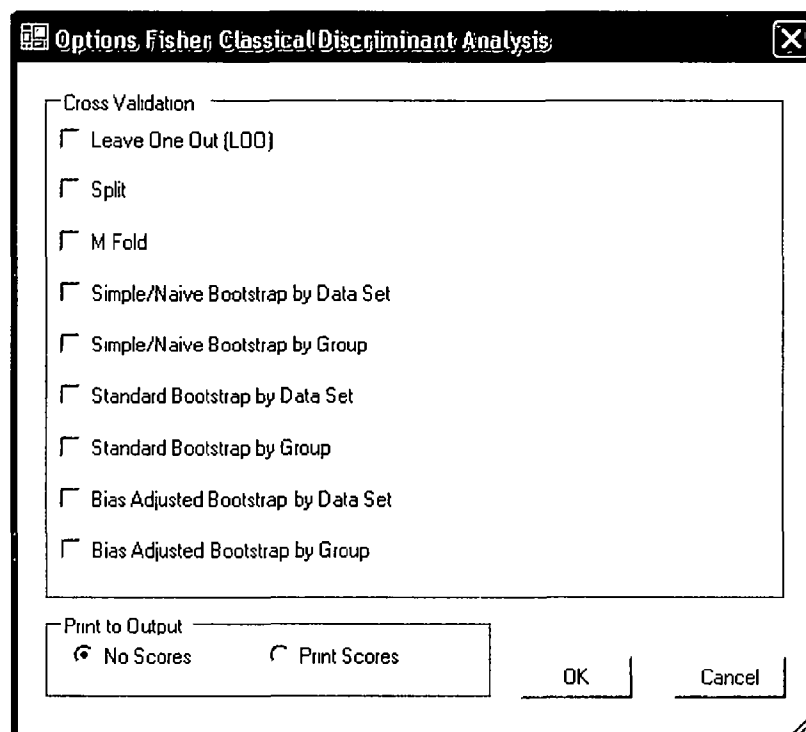 Options Fisher Classical Discriminant Analysis
Cross Validation
Leave One Out (LOO)
Split
M Fold
Simple/Naive Bootstrap by Data Set
Simple/Naive Bootstrap by Group
Standard Bootstrap by Data Set
Standard Bootstrap by Group
Bias Adjusted Bootstrap by Data Set
Bias Adjusted Bootstrap by Group
Print to Output
No Scores Print Scores
OK Cancel